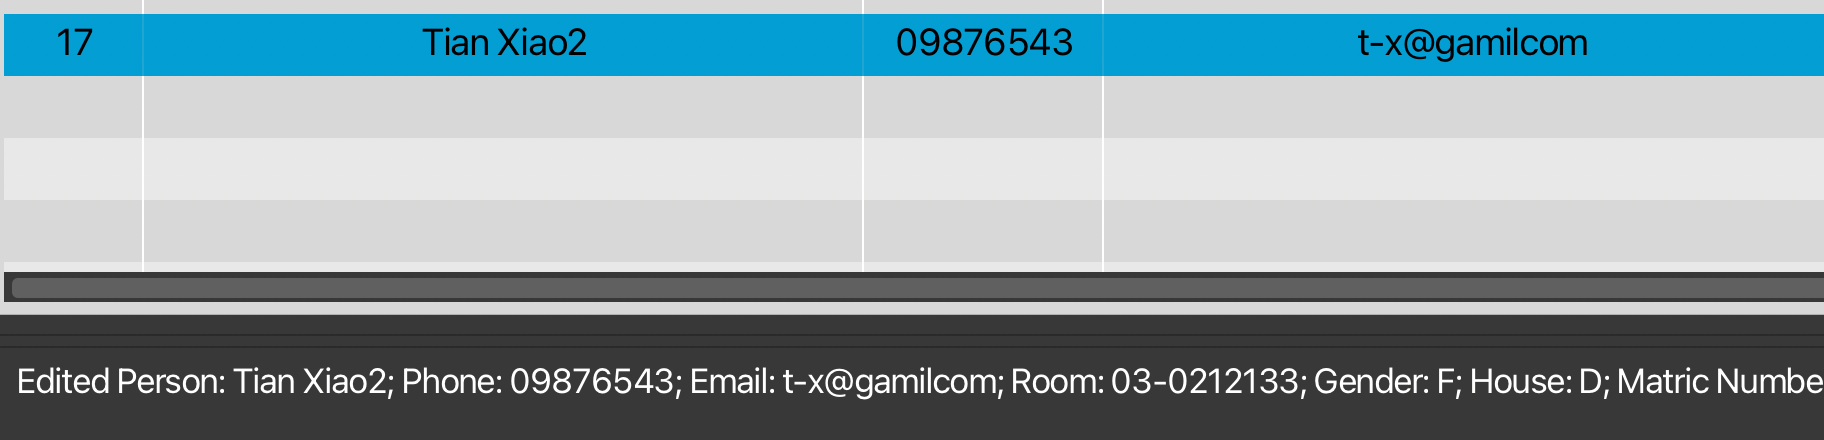 17 Tian Xiao2 09876543 t-x@gamilcom
Edited Person: Tian Xiao2; Phone: 09876543; Email: t-x@gamilcom; Room: 03-0212133; Gender: F; House: D; Matric Numbe